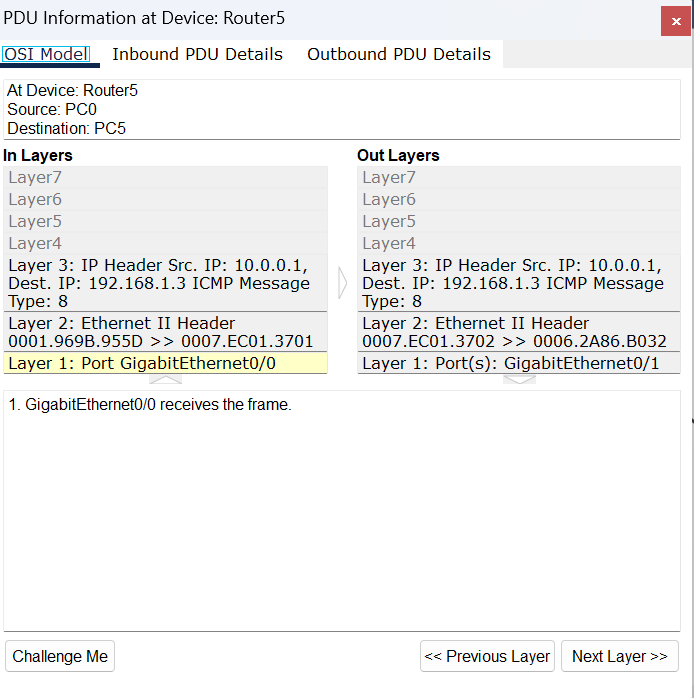 PDU Information at Device: Router5
x
OSI Model Inbound PDU Details Outbound PDU Details
At Device: Router5
Source: PC0
Destination: PC5
In Layers
Layer7
Layer6
Layer5
Layer4
Layer 3: IP Header Src. IP: 10.0.0.1,
Dest. IP: 192.168.1.3 ICMP Message
Type: 8
Layer 2: Ethernet II Header
0001.969B.955D >> 0007.EC01.3701
Layer 1: Port GigabitEthernet0/0
Out Layers
Layer7
Layer6
Layer5
Layer4
Layer 3: IP Header Src. IP: 10.0.0.1,
Dest. IP: 192.168.1.3 ICMP Message
Type: 8
Layer 2: Ethernet II Header
0007.EC01.3702 >> 0006.2A86.B032
Layer 1: Port(s): GigabitEthernet0/1
1. GigabitEthernet0/0 receives the frame.
Challenge Me << Previous Layer Next Layer >>